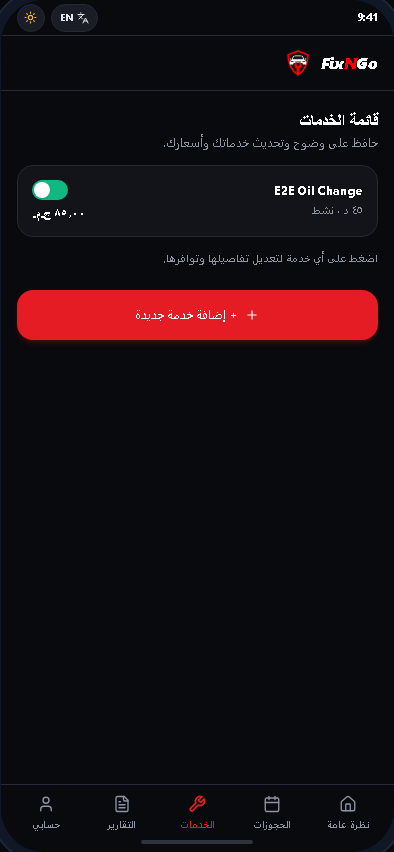 9:41
EN
FixNGo
قائمة الخدمات
حافظ على وضوح وتحديث خدماتك وأسعارك.
E2E Oil Change
٤٥ د · نشط
٨٥٫٠٠ ج.م.
اضغط على أي خدمة لتعديل تفاصيلها وتوافرها.
+ إضافة خدمة جديدة
نظرة عامة
الحجوزات
الخدمات
التقارير
حسابي